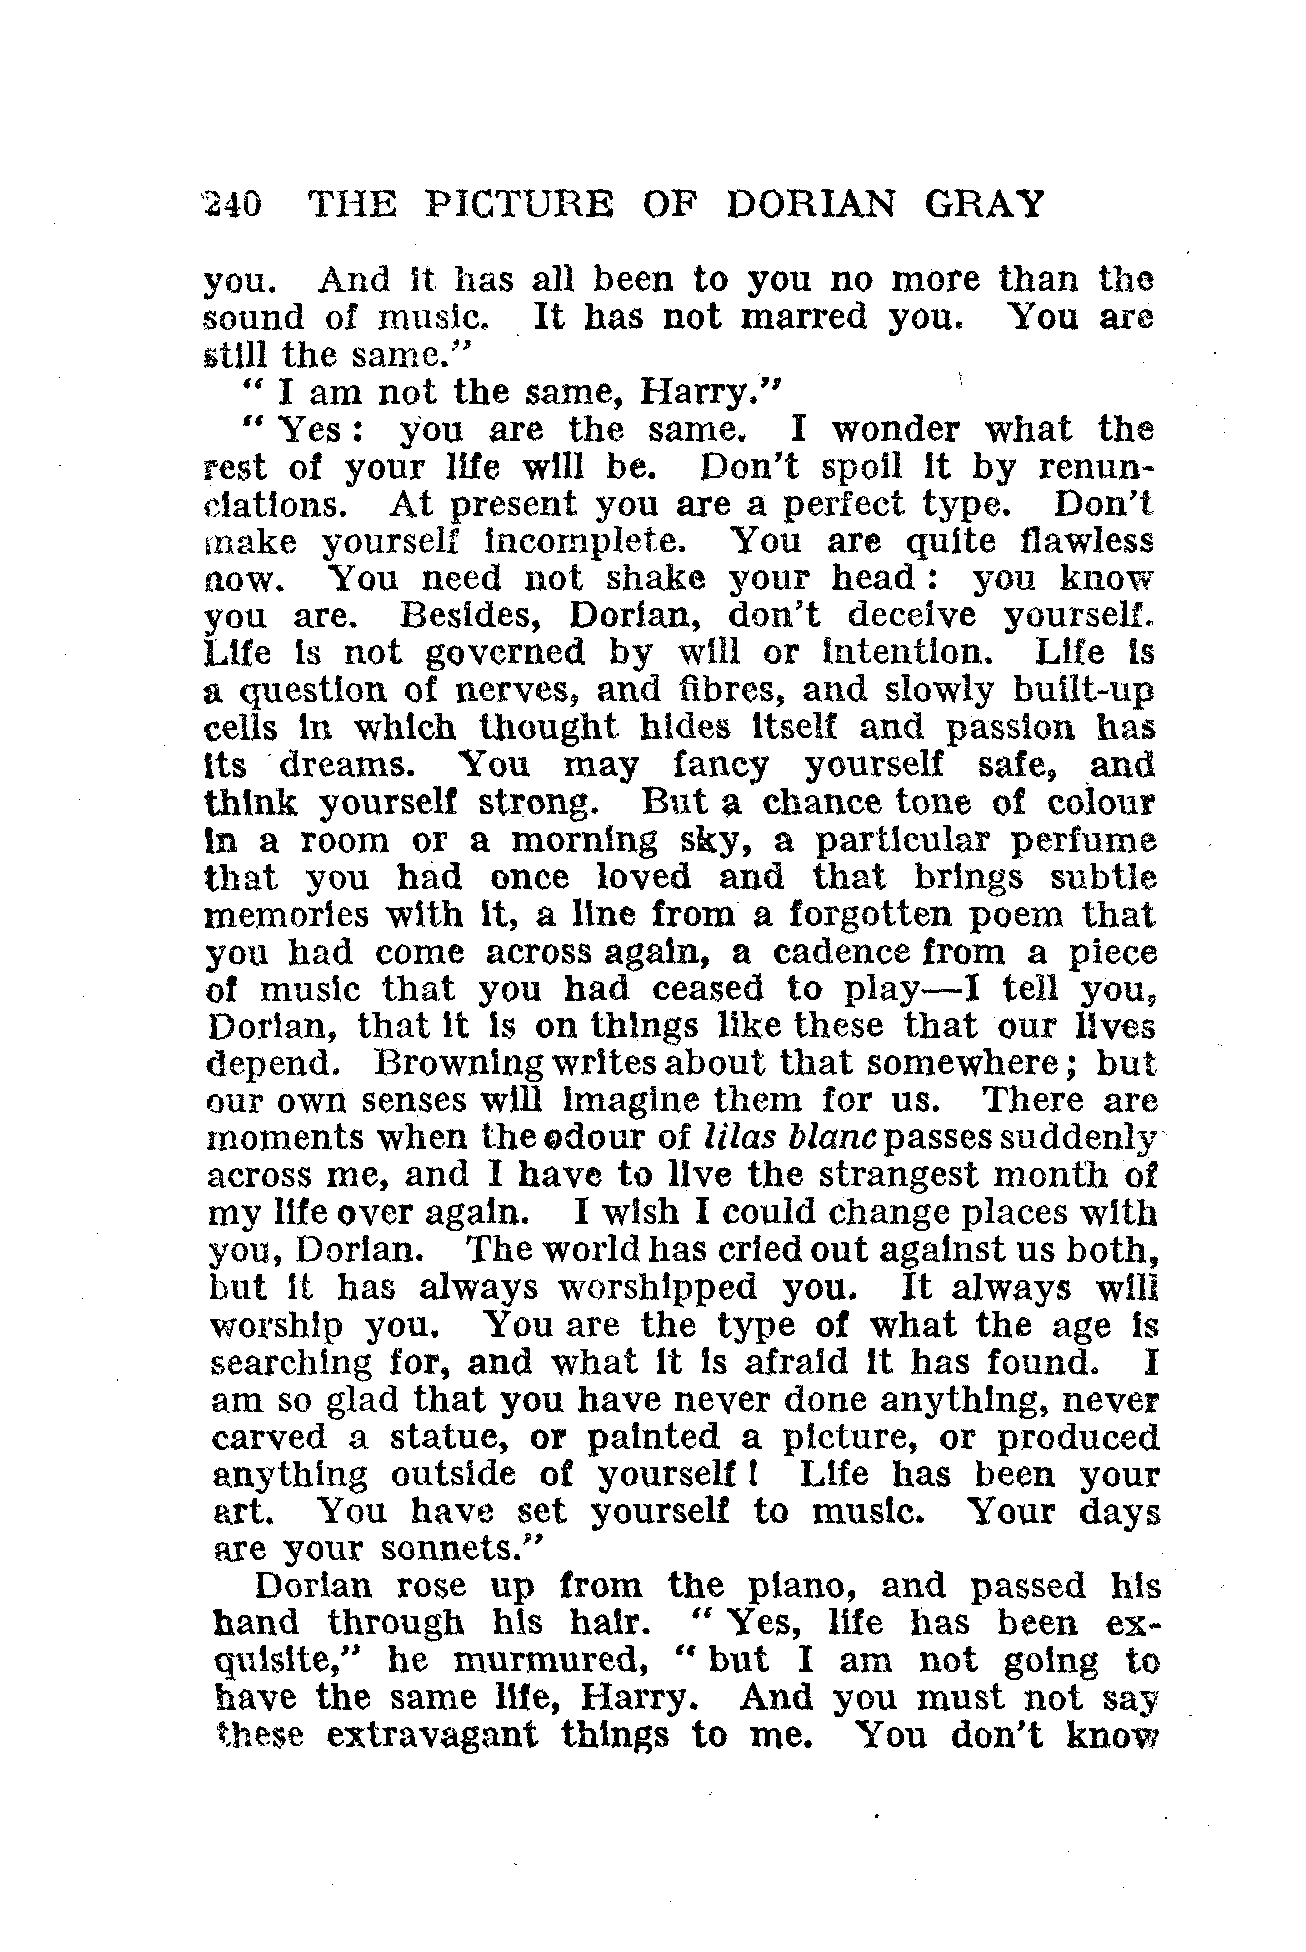 240 THE PICTURE OF DORIAN GRAY
you. And it has all been to you no more than the
sound of music. It has not marred you. You are
still the same.”
“ I am not the same, Harry.”
“ Yes : you are the same. I wonder what the
rest of your life will be. Don’t spoil it by renun-
ciations. At present you are a perfect type. Don’t
make yourself incomplete. You are quite flawless
now. You need not shake your head : you know
you are. Besides, Dorian, don’t deceive yourself.
Life is not governed by will or intention. Life is
a question of nerves, and fibres, and slowly built-up
cells in which thought hides itself and passion has
its dreams. You may fancy yourself safe, and
think yourself strong. But a chance tone of colour
in a room or a morning sky, a particular perfume
that you had once loved and that brings subtle
memories with it, a line from a forgotten poem that
you had come across again, a cadence from a piece
of music that you had ceased to play—I tell you,
Dorian, that it is on things like these that our lives
depend. Browning writes about that somewhere ; but
our own senses will imagine them for us. There are
moments when the odour of lilas blanc passes suddenly
across me, and I have to live the strangest month of
my life over again. I wish I could change places with
you, Dorian. The world has cried out against us both,
but it has always worshipped you. It always will
worship you. You are the type of what the age is
searching for, and what it is afraid it has found. I
am so glad that you have never done anything, never
carved a statue, or painted a picture, or produced
anything outside of yourself ! Life has been your
art. You have set yourself to music. Your days
are your sonnets.”
Dorian rose up from the piano, and passed his
hand through his hair. “ Yes, life has been ex-
quisite,” he murmured, “ but I am not going to
have the same life, Harry. And you must not say
these extravagant things to me. You don’t know